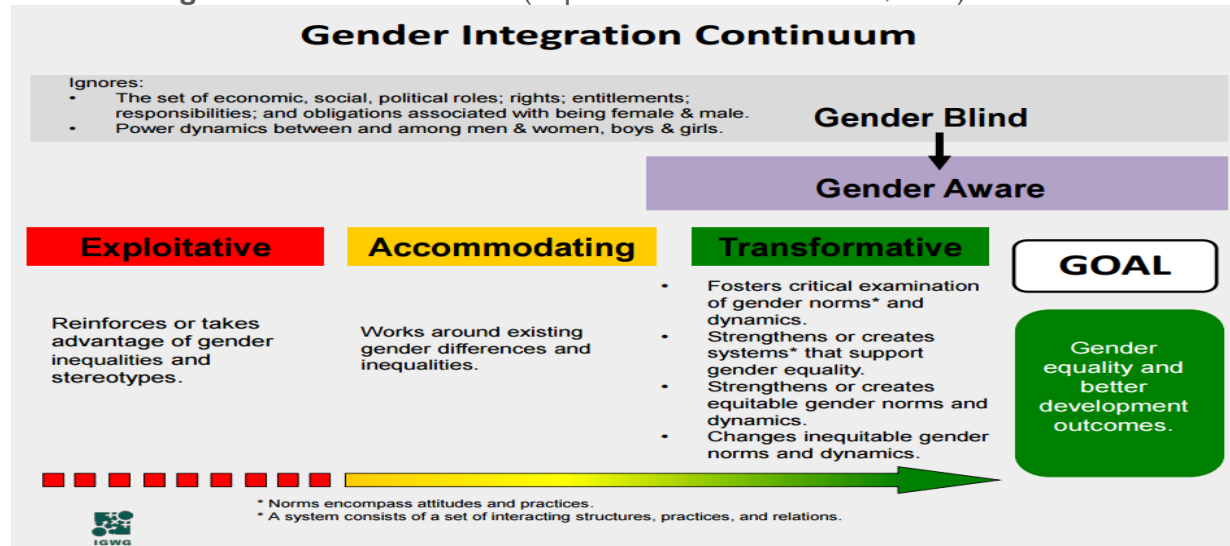 Gender Integration Continuum
Ignores:
• The set of economic, social, political roles; rights; entitlements;
responsibilities; and obligations associated with being female & male.
• Power dynamics between and among men & women, boys & girls.
Gender Blind
Gender Aware
Exploitative
Reinforces or takes
advantage of gender
inequalities and
stereotypes.
Accommodating
Works around existing
gender differences and
inequalities.
Transformative
• Fosters critical examination
of gender norms* and
dynamics.
• Strengthens or creates
systems* that support
gender equality.
• Strengthens or creates
equitable gender norms and
dynamics.
• Changes inequitable gender
norms and dynamics.
GOAL
Gender
equality and
better
development
outcomes.
* Norms encompass attitudes and practices.
* A system consists of a set of interacting structures, practices, and relations.
IGWG